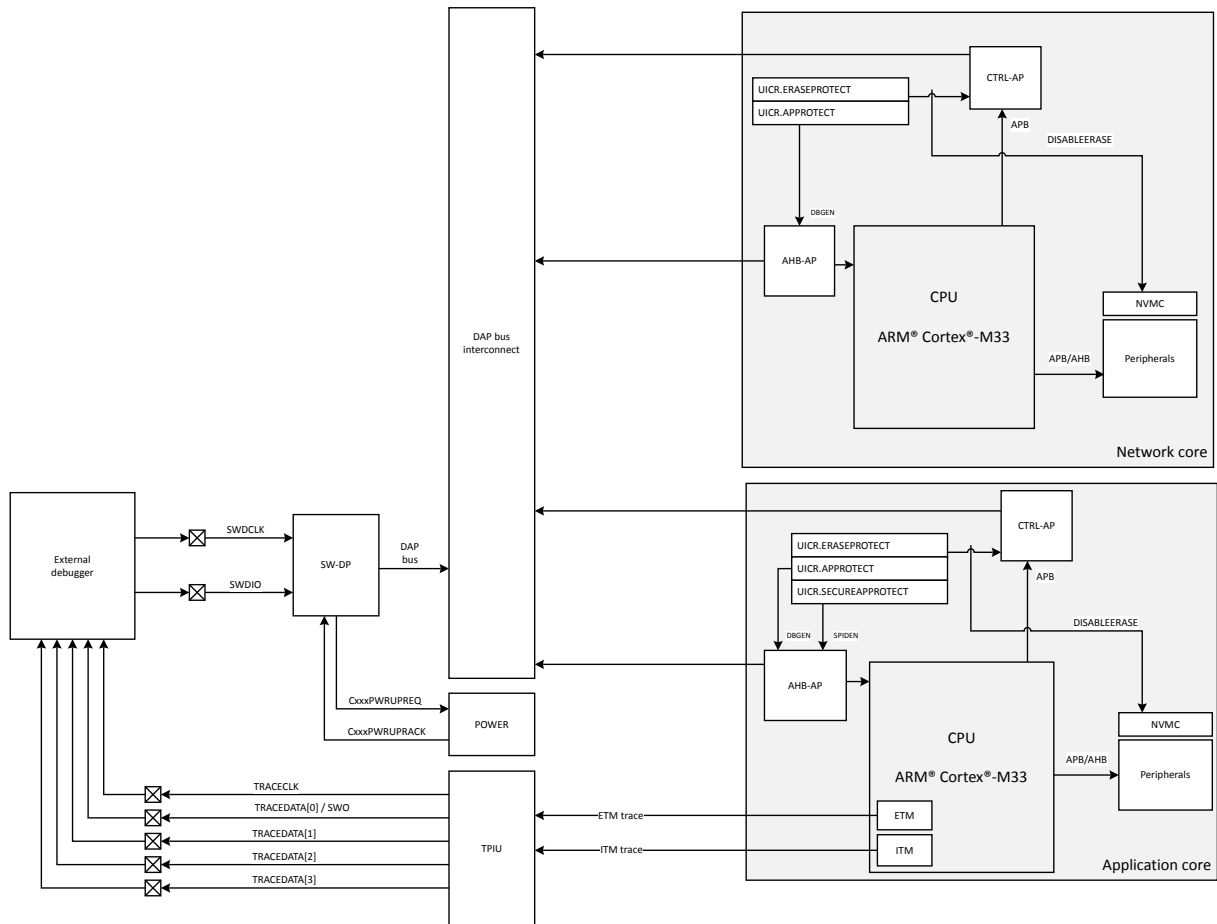 CTRL-AP
UICR.ERASEPROTECT
UICR.APPROTECT
APB
DISABLEERASE
DBGEN
AHB-AP
CPU
ARM® Cortex®-M33
NVMC
APB/AHB
Peripherals
Network core
DAP bus
interconnect
External
debugger
SWDCLK
SWDIO
SW-DP
DAP
bus
CxxxPWRUPREQ
CxxxPWRUPRACK
POWER
CTRL-AP
UICR.ERASEPROTECT
UICR.APPROTECT
UICR.SECUREAPPROTECT
APB
DISABLEERASE
DBGEN
SPIDEN
AHB-AP
CPU
ARM® Cortex®-M33
NVMC
APB/AHB
Peripherals
ETM
ITM
Application core
ETM trace
ITM trace
TPIU
TRACECLK
TRACEDATA[0] / SWO
TRACEDATA[1]
TRACEDATA[2]
TRACEDATA[3]